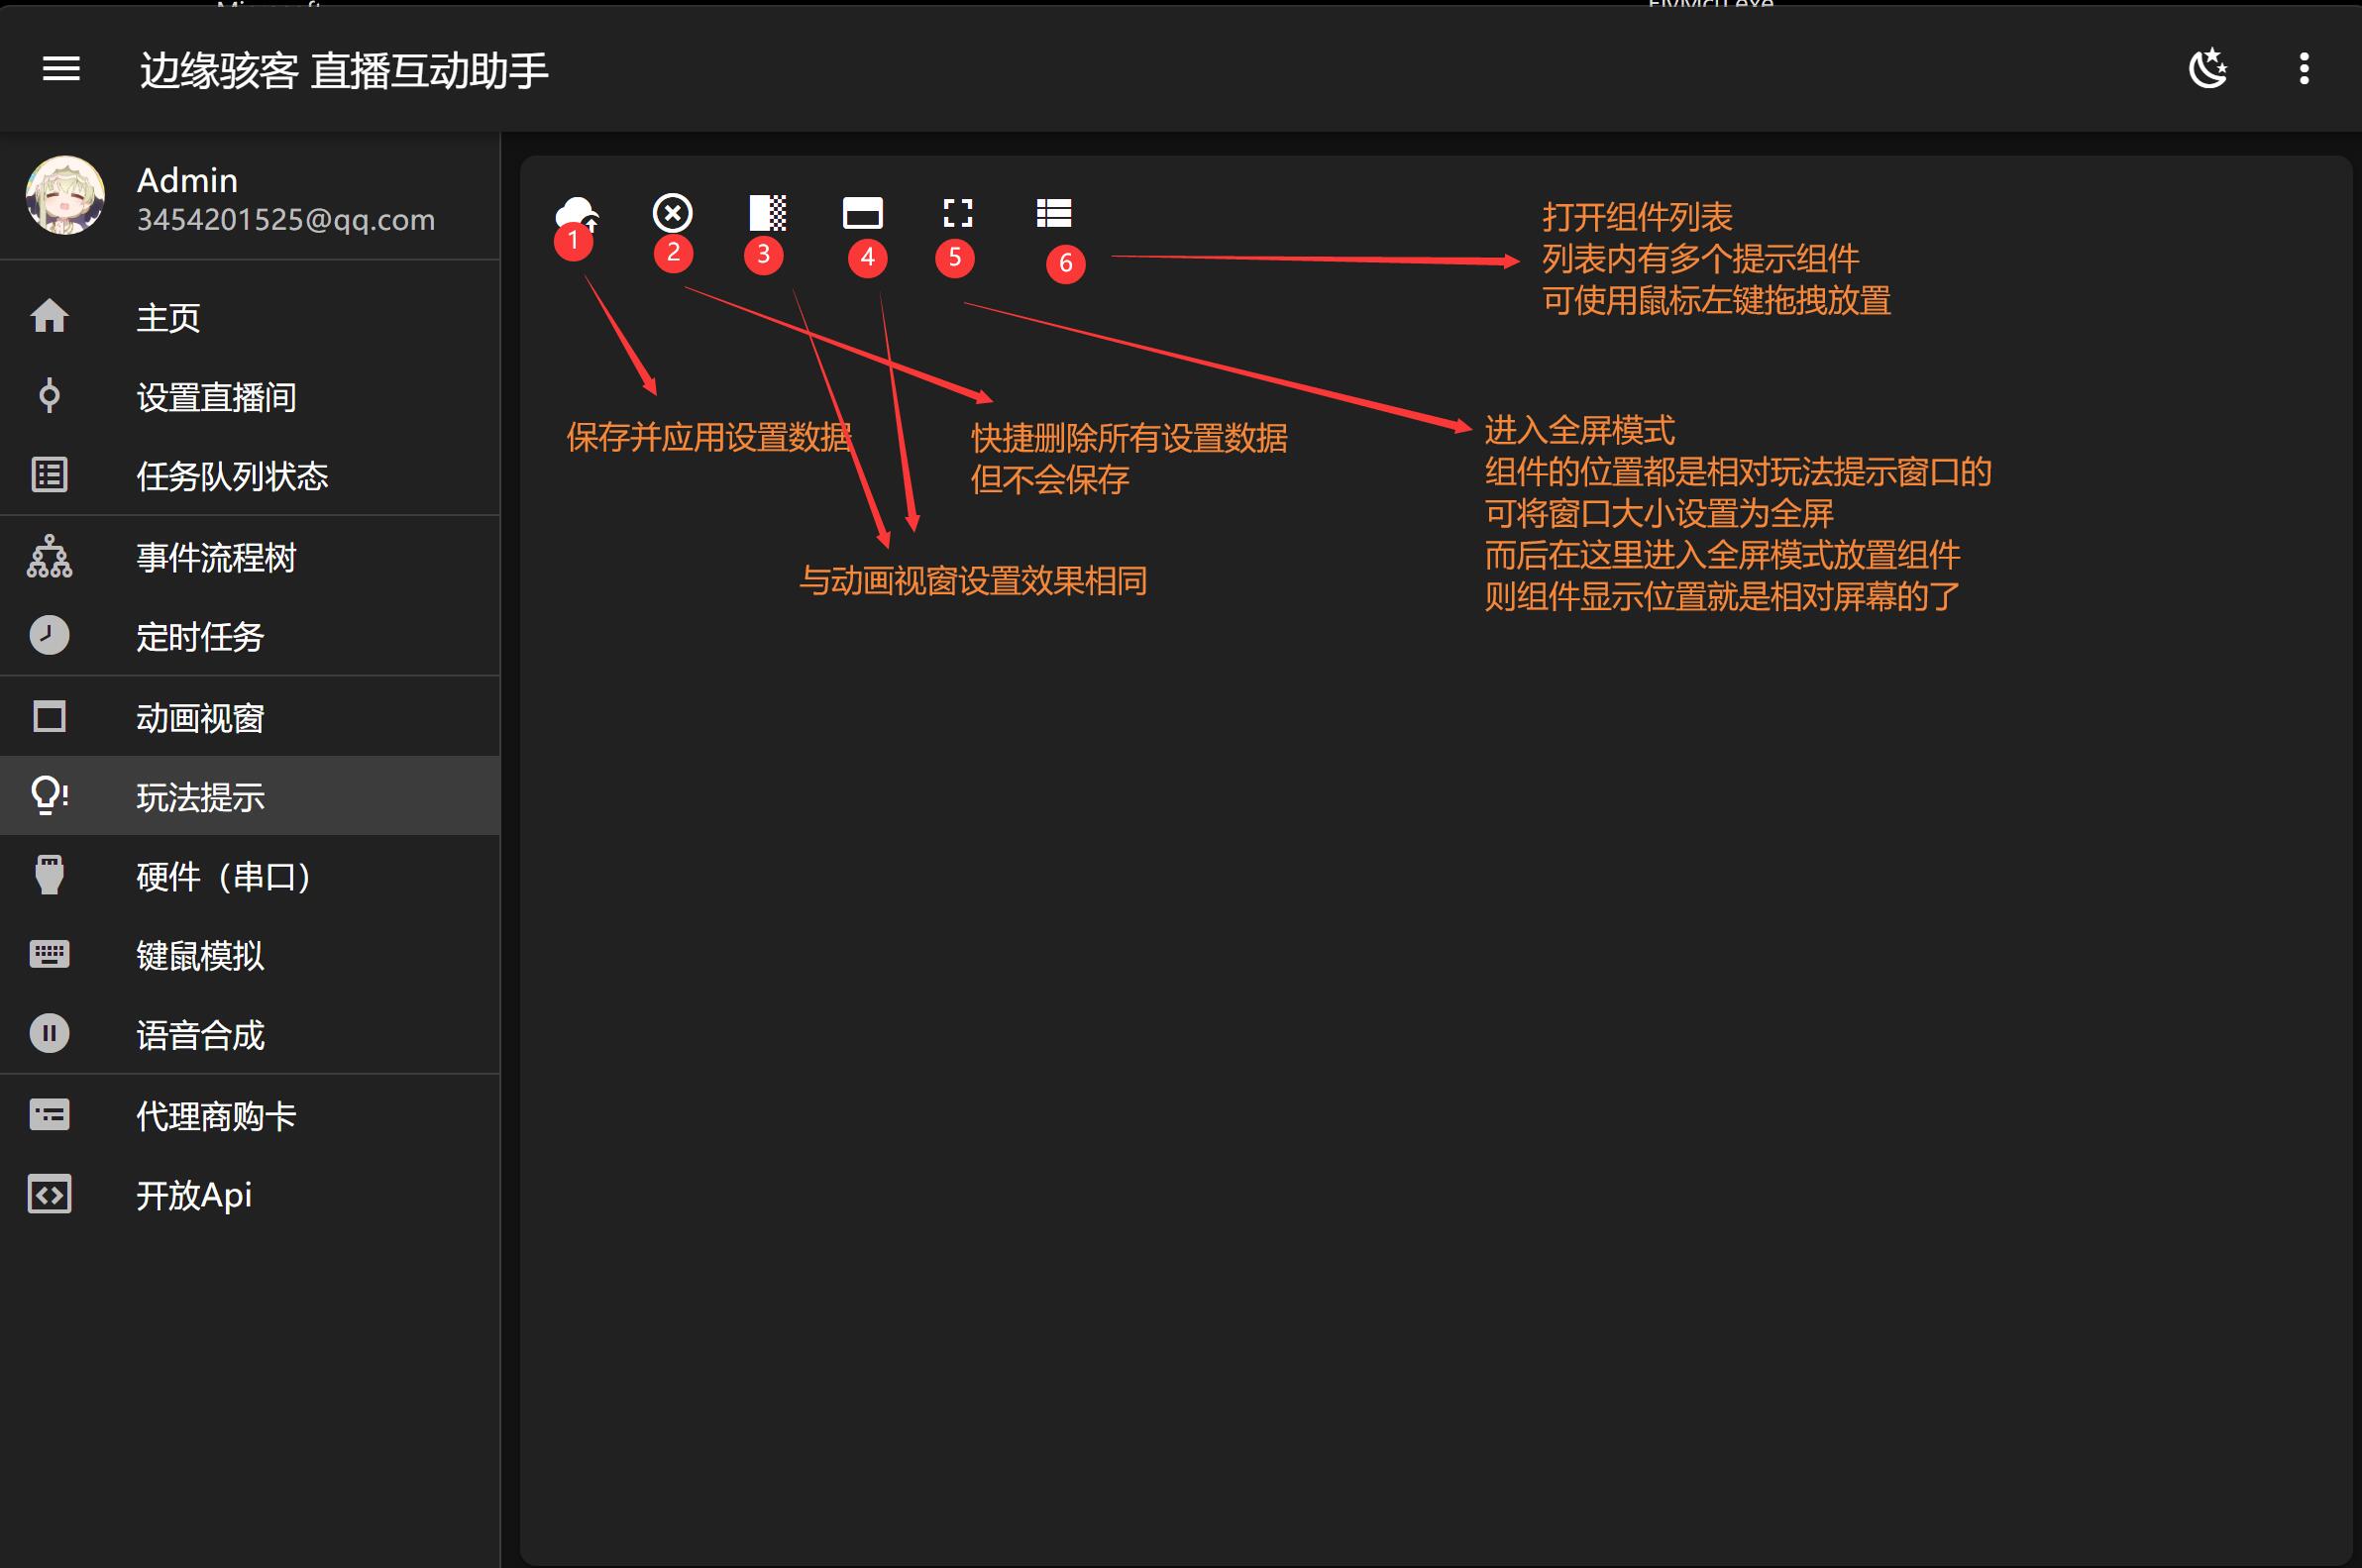 边缘骇客 直播互动助手
Admin
3454201525@qq.com
主页
设置直播间
任务队列状态
事件流程树
定时任务
动画视窗
玩法提示
硬件（串口）
键鼠模拟
语音合成
代理商购卡
开放Api
1
2
3
4
5
6
打开组件列表
列表内有多个提示组件
可使用鼠标左键拖拽放置
保存并应用设置数据
快捷删除所有设置数据
但不会保存
与动画视窗设置效果相同
进入全屏模式
组件的位置都是相对玩法提示窗口的
可将窗口大小设置为全屏
而后在这里进入全屏模式放置组件
则组件显示位置就是相对屏幕的了